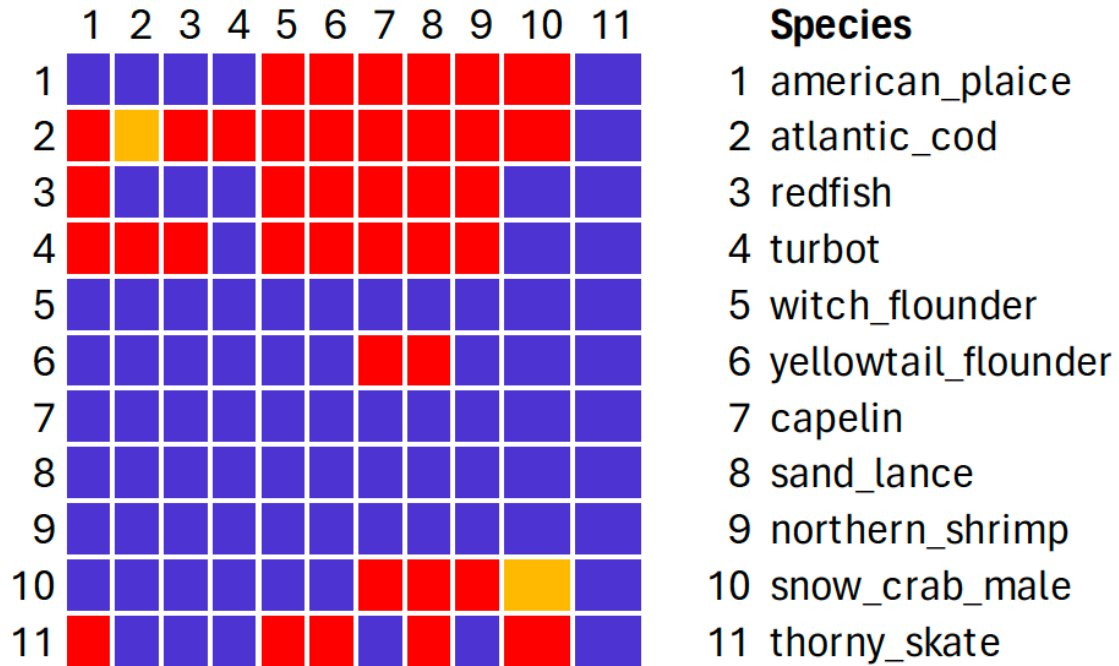 1 2 3 4 5 6 7 8 9 10 11 Species
1 1 american_plaice
2 2 atlantic_cod
3 3 redfish
4 4 turbot
5 5 witch_flounder
6 6 yellowtail_flounder
7 7 capelin
8 8 sand_lance
9 9 northern_shrimp
10 10 snow_crab_male
11 11 thorny_skate